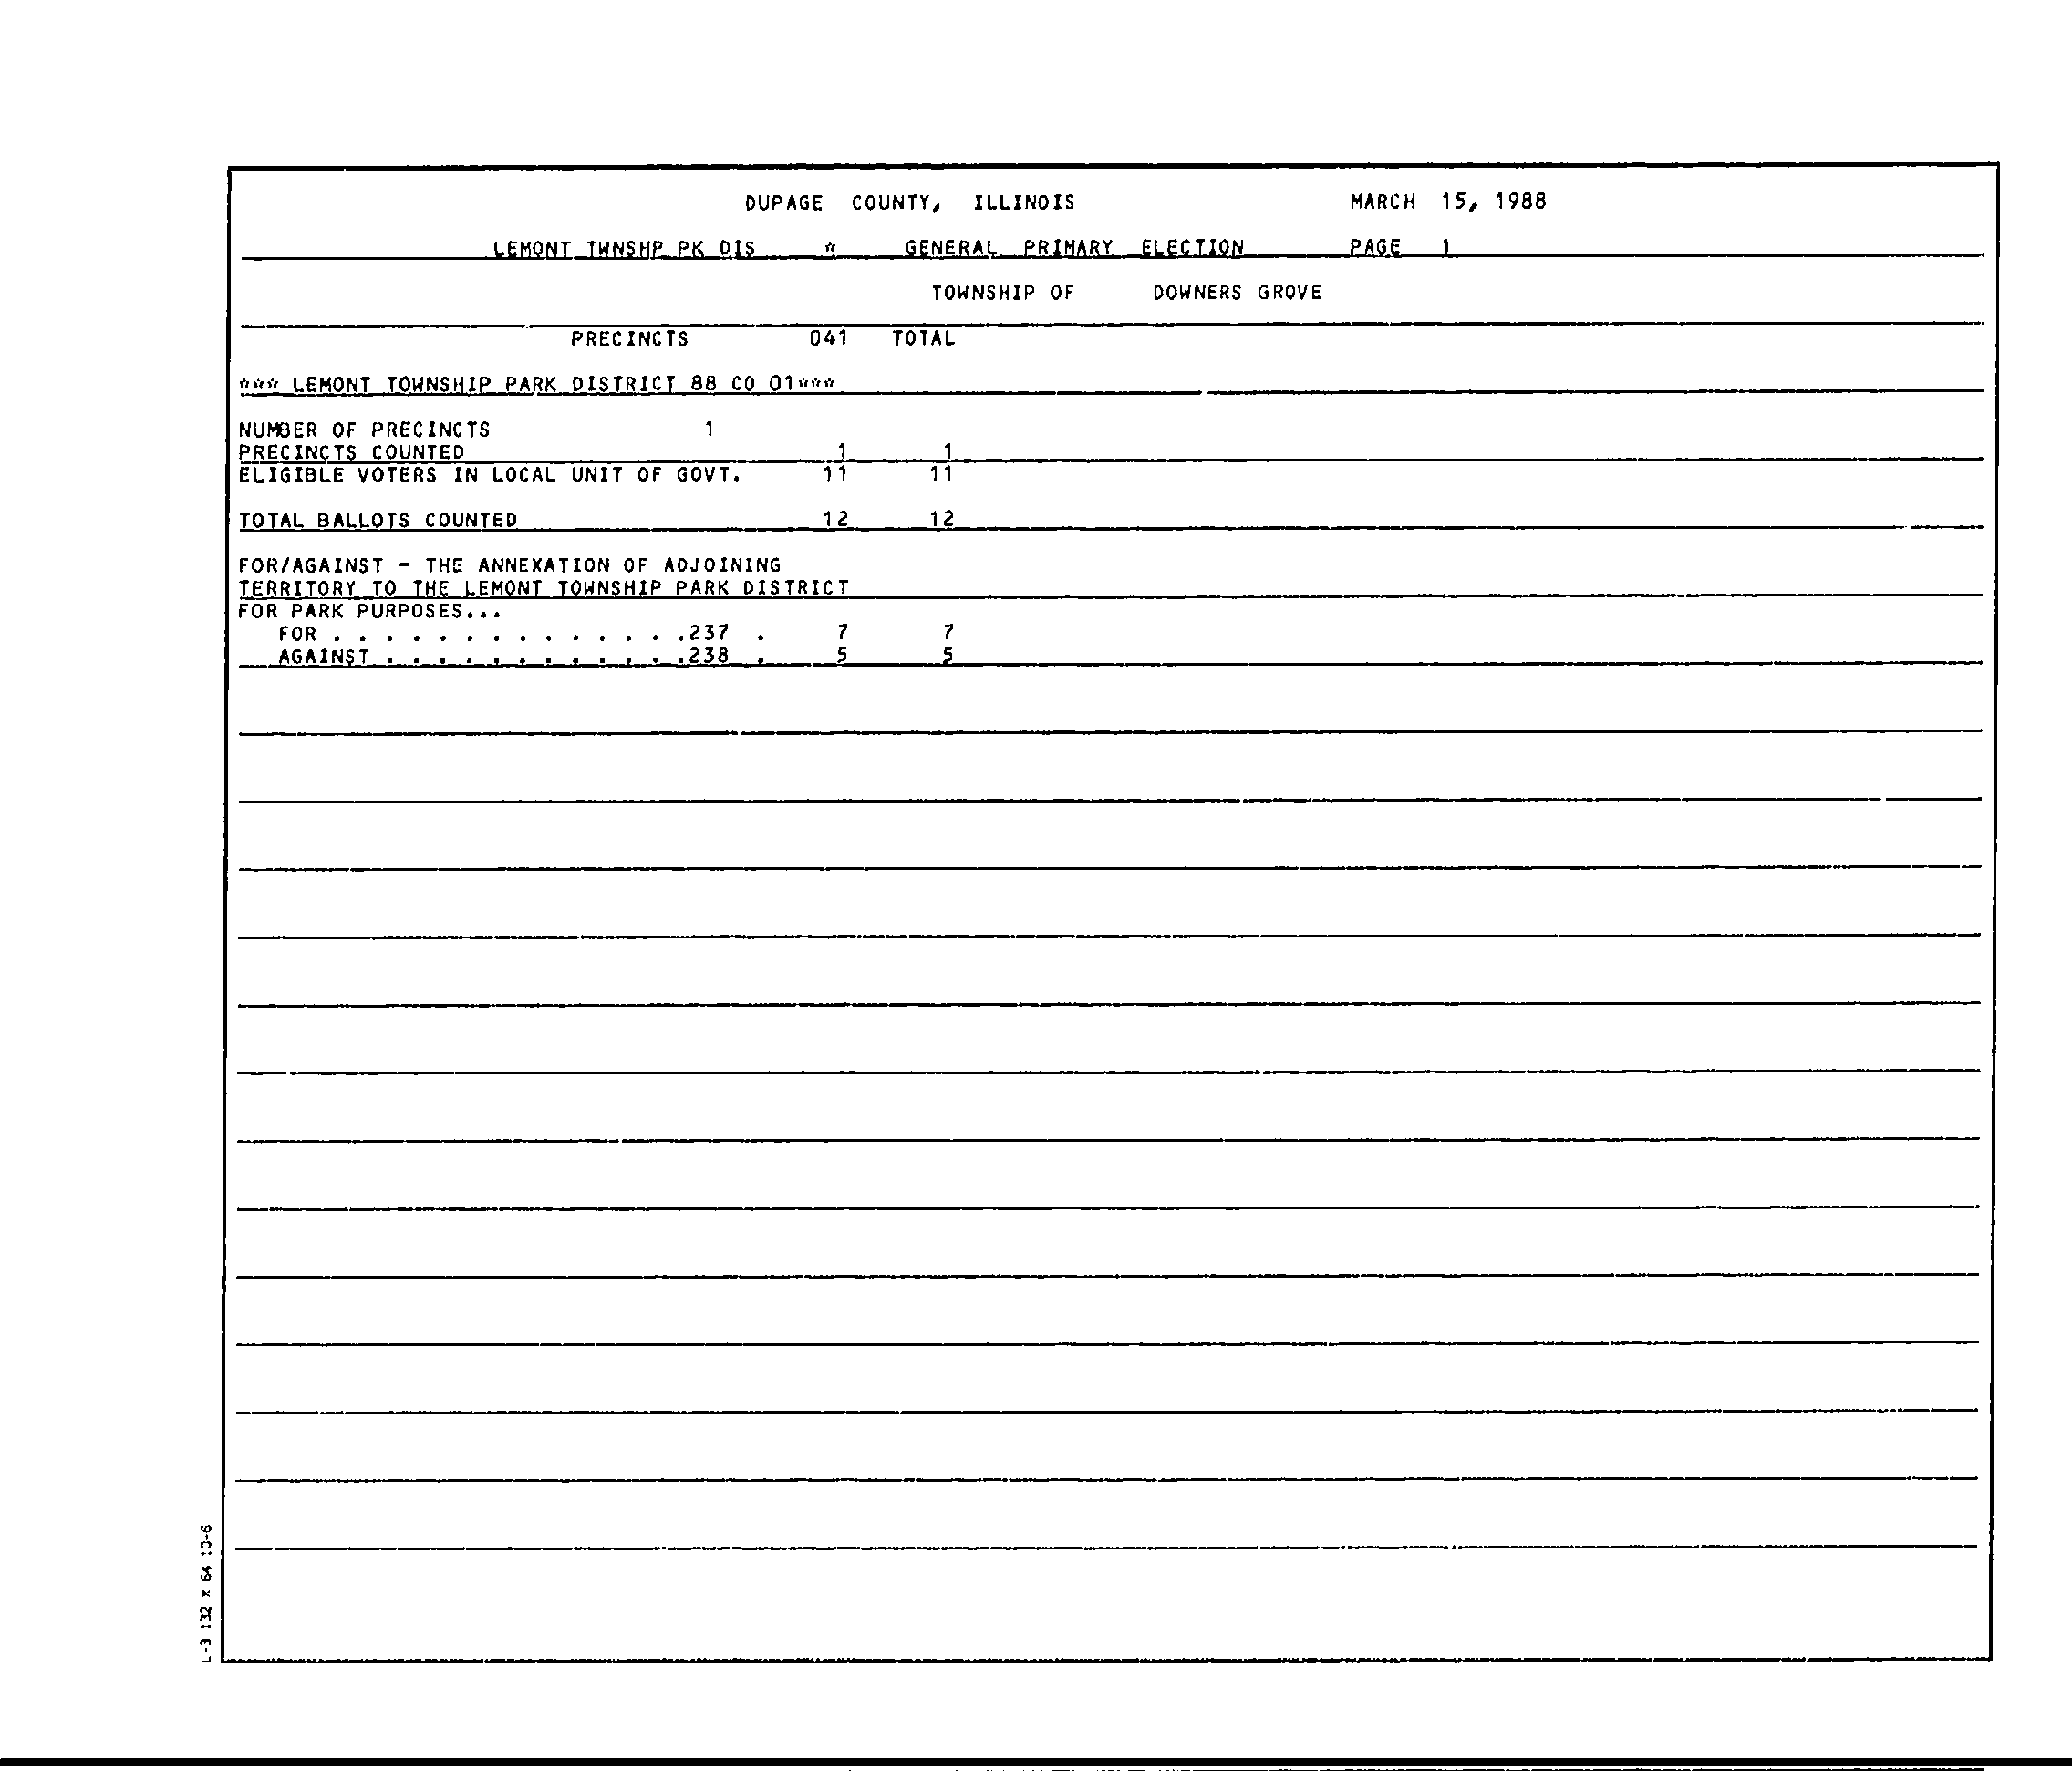 DUPAGE COUNTY, ILLINOIS MARCH 15, 1988
LEMONT TWNSHP PK DIS * GENERAL PRIMARY ELECTION PAGE 1
TOWNSHIP OF DOWNERS GROVE
PRECINCTS 041 TOTAL
*** LEMONT TOWNSHIP PARK DISTRICT 88 CO 01***
NUMBER OF PRECINCTS 1
PRECINCTS COUNTED 1 1
ELIGIBLE VOTERS IN LOCAL UNIT OF GOVT. 11 11
TOTAL BALLOTS COUNTED 12 12
FOR/AGAINST - THE ANNEXATION OF ADJOINING
TERRITORY TO THE LEMONT TOWNSHIP PARK DISTRICT
FOR PARK PURPOSES...
FOR . . . . . . . . . . . . . .237 . 7 7
AGAINST . . . . . . . . . . . .238 . 5 5
L-3 132 X 64 10-6